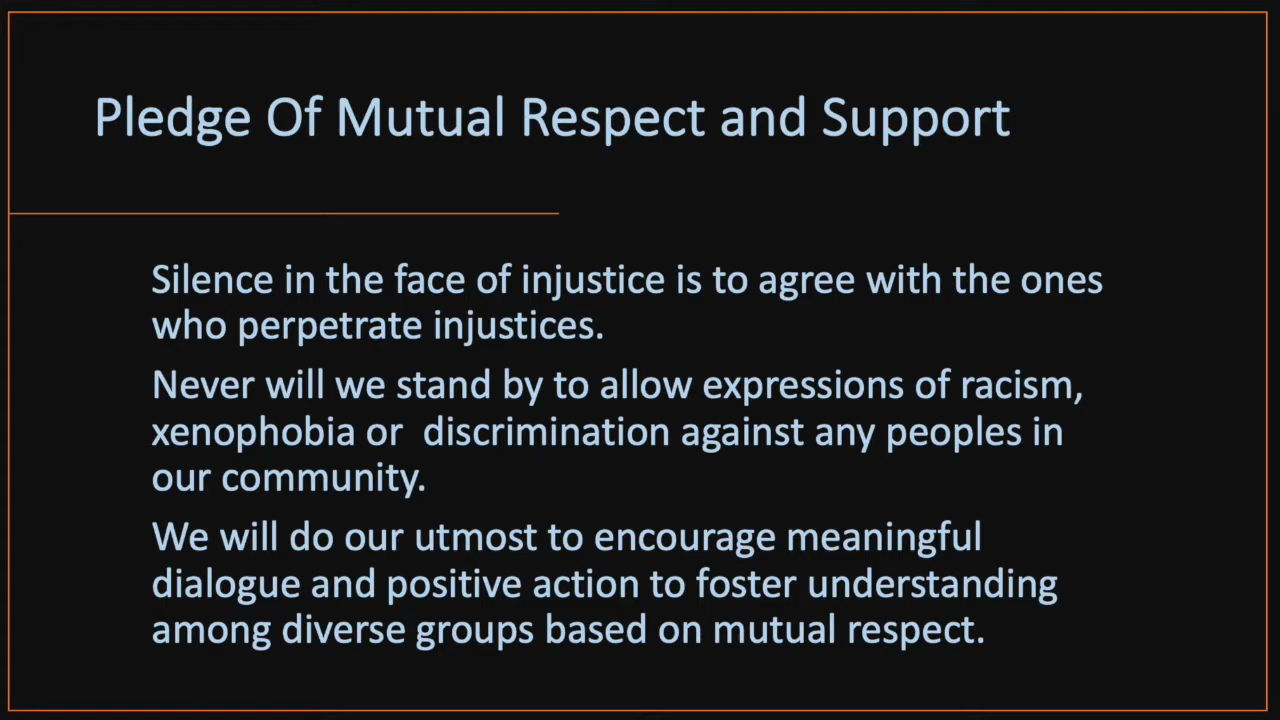 Pledge Of Mutual Respect and Support
Silence in the face of injustice is to agree with the ones
who perpetrate injustices.
Never will we stand by to allow expressions of racism,
xenophobia or  discrimination against any peoples in
our community.
We will do our utmost to encourage meaningful
dialogue and positive action to foster understanding
among diverse groups based on mutual respect.